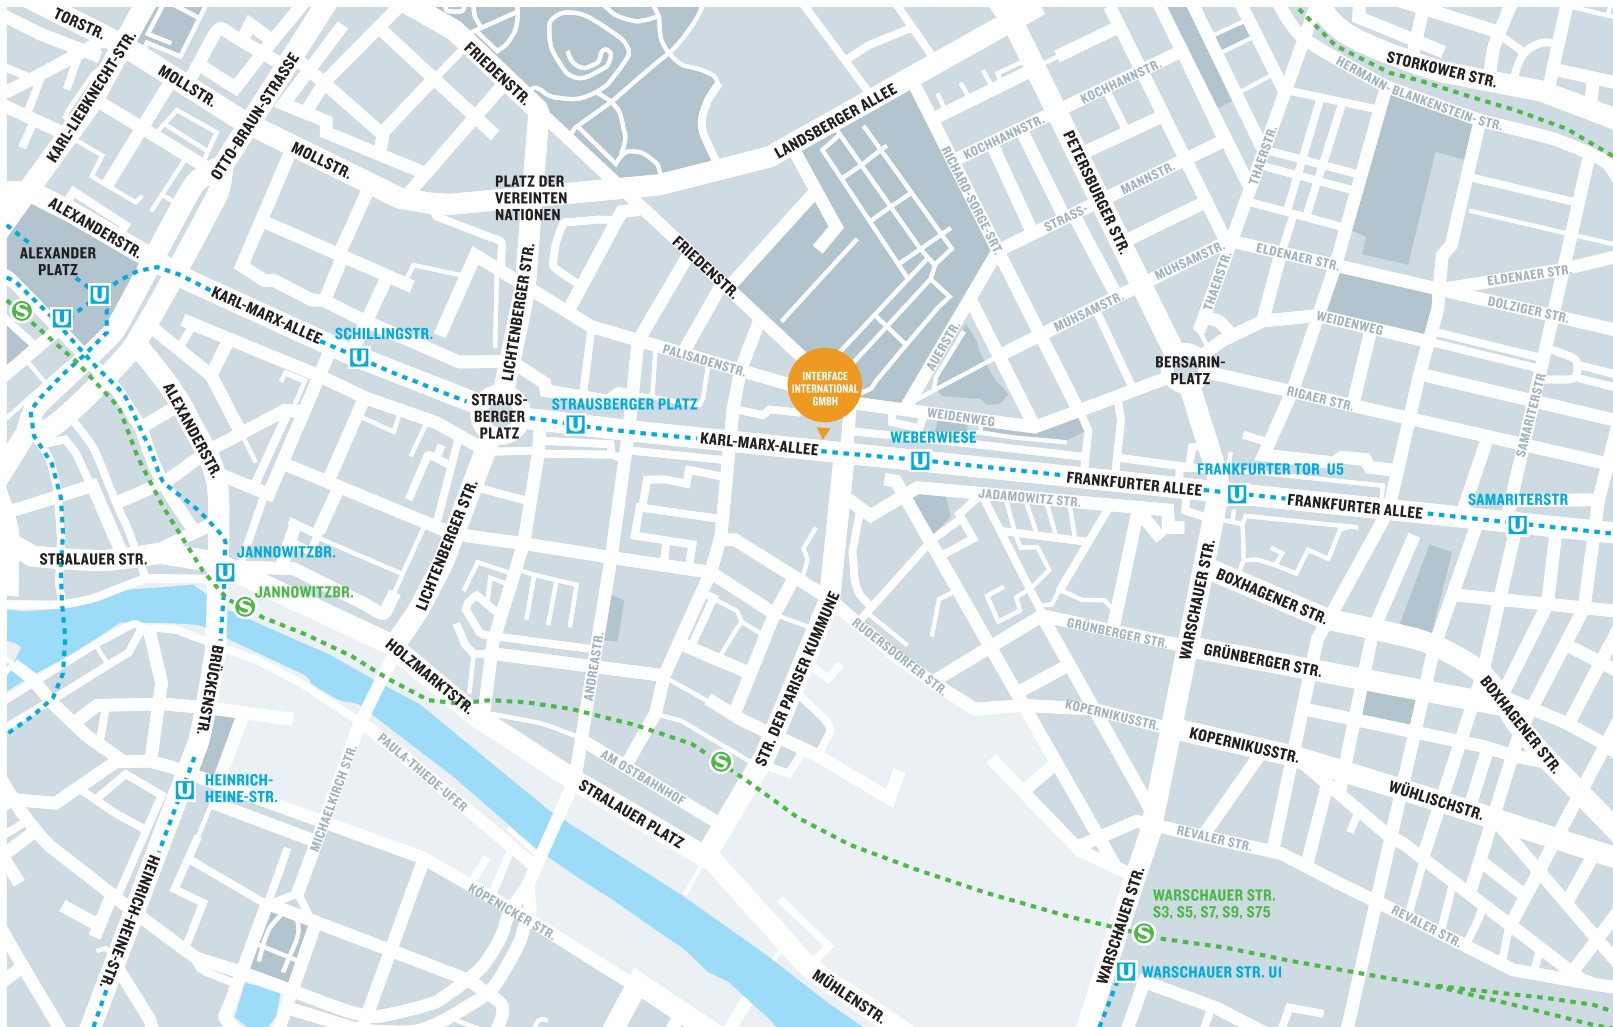 TORSTR.
KARL-LIEBKNECHT-STR.
MOLLSTR.
OTTO-BRAUN-STRASSE
MOLLSTR.
FRIEDENSTR.
LANDSBERGER ALLEE
KOCHHANNSTR.
KOCHHANNSTR.
STORKOWER STR.
HERMANN-BLANKENSTEIN-STR.
PETERSBURGER STR.
RICHARD-SORGE-SRT.
THAERSTR.
MANNSTR.
STRASS-
PLATZ DER
VEREINTEN
NATIONEN
ALEXANDERSTR.
ALEXANDER
PLATZ
U
U
S
KARL-MARX-ALLEE
SCHILLINGSTR.
U
LICHTENBERGER STR.
FRIEDENSTR.
MÜHSAMSTR.
MÜHSAMSTR.
THAERSTR.
ELDENAER STR.
ELDENAER STR.
DOLZIGER STR.
WEIDENWEG
AUERSTR.
PALISADENSTR.
BERSARIN-
PLATZ
INTERFACE
INTERNATIONAL
GMBH
RIGAER STR.
SAMARITERSTR
ALEXANDERSTR.
STRAUS-
BERGER
PLATZ
STRAUSBERGER PLATZ
U
KARL-MARX-ALLEE
WEIDENWEG
WEBERWIESE
U
FRANKFURTER ALLEE
FRANKFURTER TOR U5
U
FRANKFURTER ALLEE
SAMARITERSTR
U
JADAMOWITZ STR.
LICHTENBERGER STR.
STRALAUER STR.
JANNOWITZBR.
U
JANNOWITZBR.
S
WARSCHAUER STR.
BOXHAGENER STR.
GRÜNBERGER STR.
GRÜNBERGER STR.
RÜDERSDORFER STR.
STR. DER PARISER KUMMUNE
ANDREASTR.
HOLZMARKTSTR.
BRÜCKENSTR.
BOXHAGENER STR.
KOPERNIKUSSTR.
KOPERNIKUSSTR.
WÜHLISCHSTR.
PAULA-THIEDE-UFER
MICHAELKIRCH STR.
AM OSTBAHNHOF
S
STRALAUER PLATZ
U
HEINRICH-
HEINE-STR.
HEINRICH-HEINE-STR.
KÖPENICKER STR.
REVALER STR.
REVALER STR.
WARSCHAUER STR.
WARSCHAUER STR.
S3, S5, S7, S9, S75
S
U
WARSCHAUER STR. U1
MÜHLENSTR.